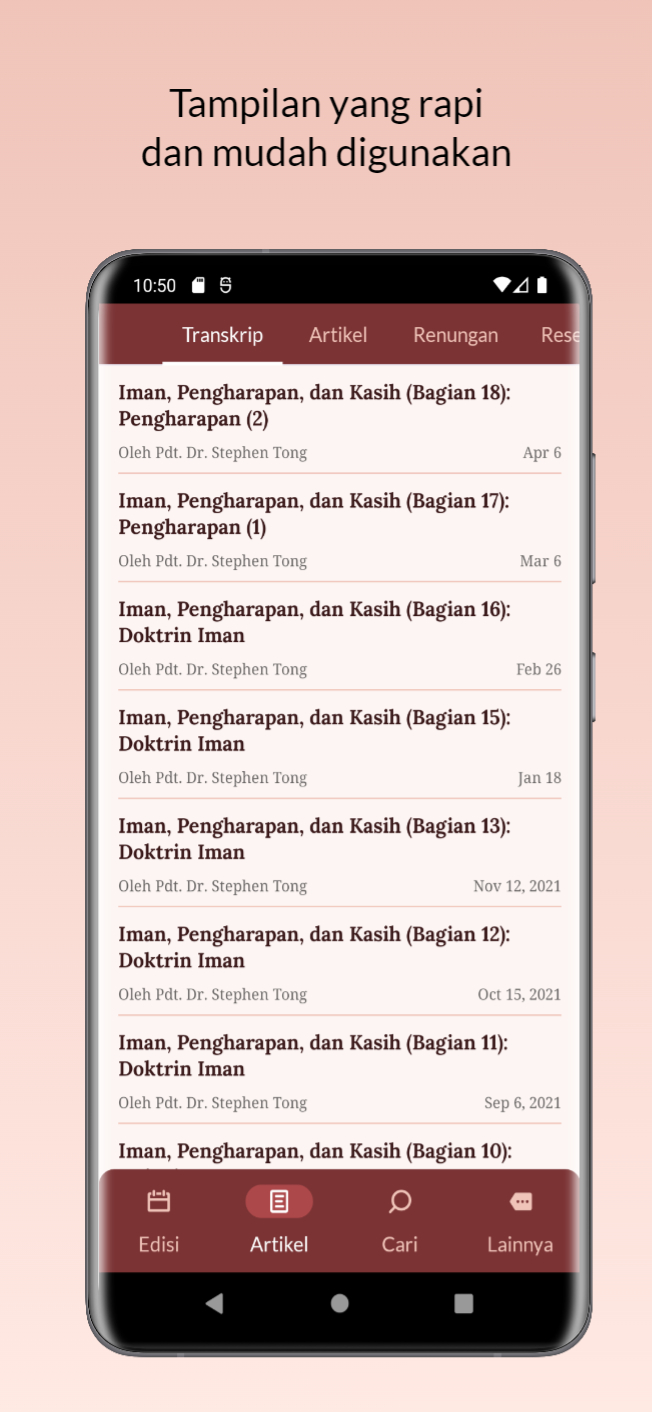 Tampilan yang rapi
dan mudah digunakan
10:50
Transkrip Artikel Renungan Rese
Iman, Pengharapan, dan Kasih (Bagian 18):
Pengharapan (2)
Oleh Pdt. Dr. Stephen Tong Apr 6
Iman, Pengharapan, dan Kasih (Bagian 17):
Pengharapan (1)
Oleh Pdt. Dr. Stephen Tong Mar 6
Iman, Pengharapan, dan Kasih (Bagian 16):
Doktrin Iman
Oleh Pdt. Dr. Stephen Tong Feb 26
Iman, Pengharapan, dan Kasih (Bagian 15):
Doktrin Iman
Oleh Pdt. Dr. Stephen Tong Jan 18
Iman, Pengharapan, dan Kasih (Bagian 13):
Doktrin Iman
Oleh Pdt. Dr. Stephen Tong Nov 12, 2021
Iman, Pengharapan, dan Kasih (Bagian 12):
Doktrin Iman
Oleh Pdt. Dr. Stephen Tong Oct 15, 2021
Iman, Pengharapan, dan Kasih (Bagian 11):
Doktrin Iman
Oleh Pdt. Dr. Stephen Tong Sep 6, 2021
Iman, Pengharapan, dan Kasih (Bagian 10):
Edisi Artikel Cari Lainnya